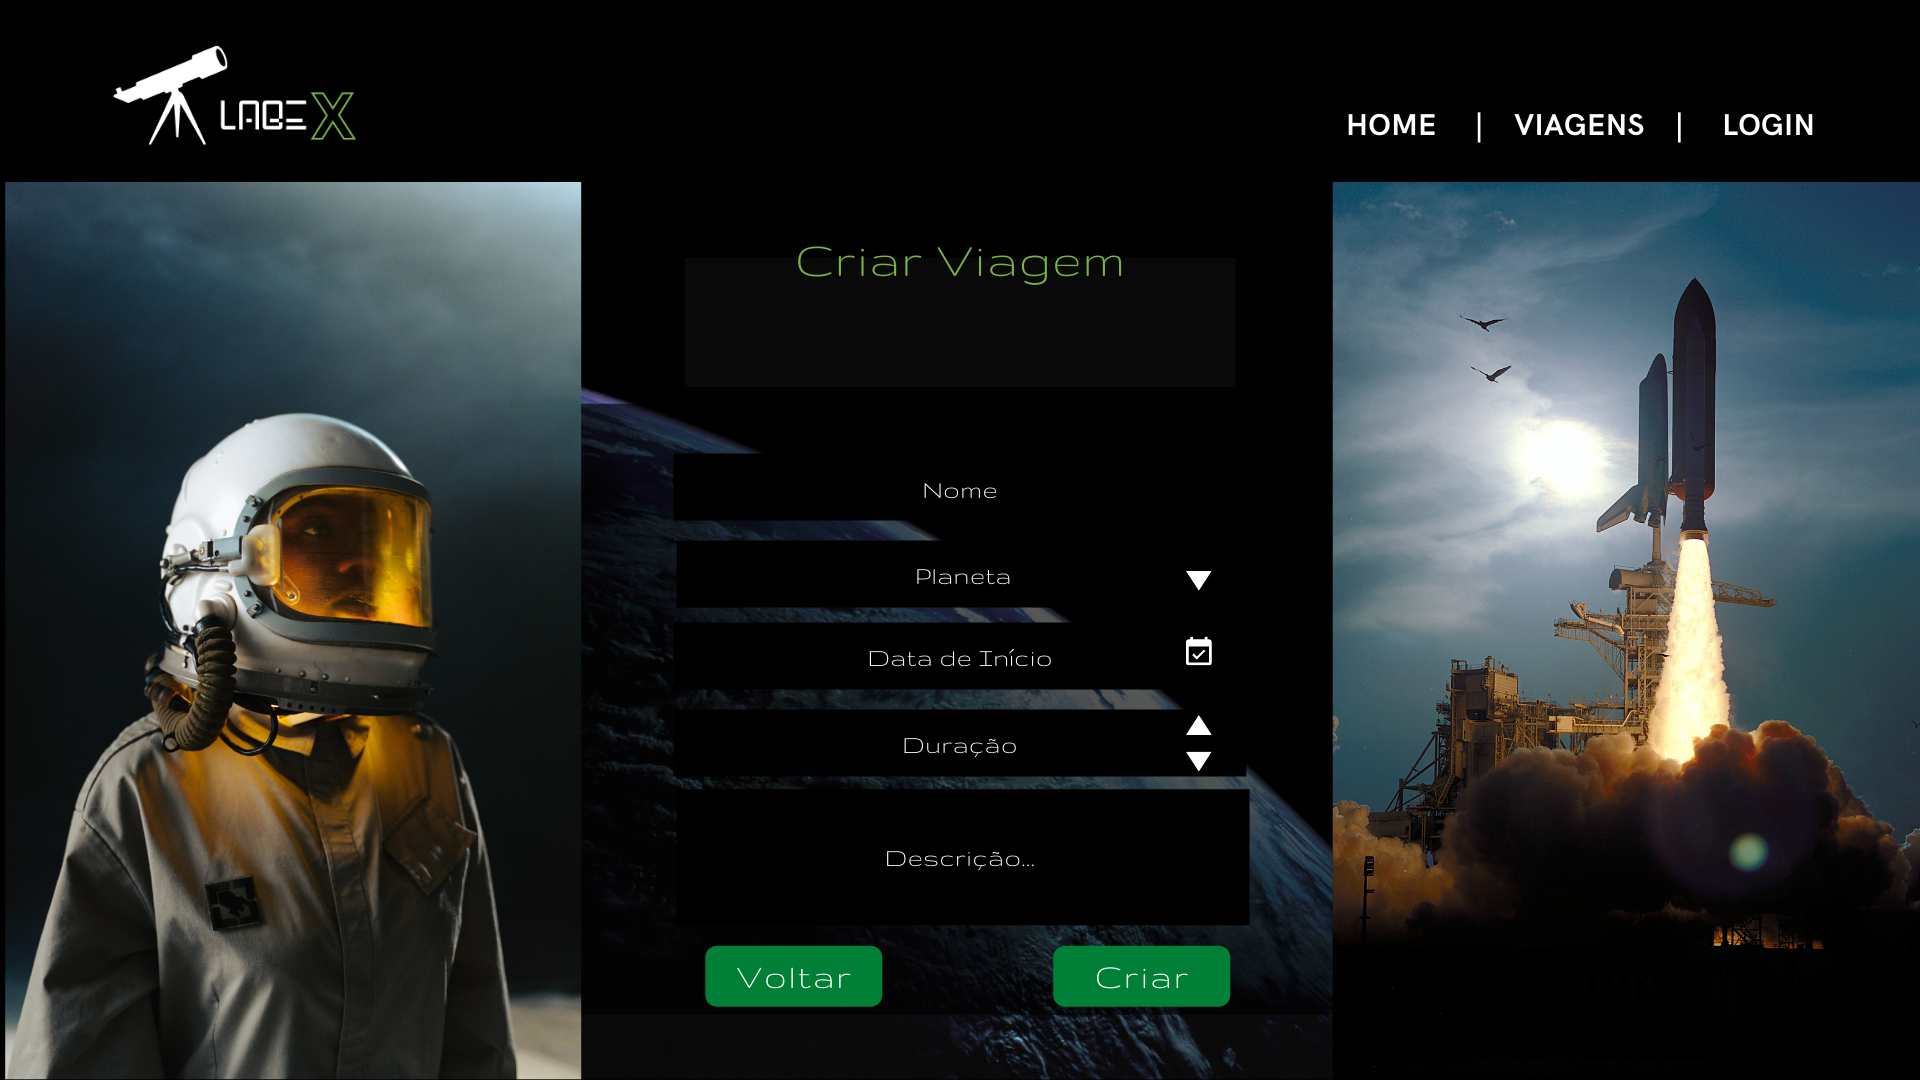 LABEX
HOME | VIAGENS | LOGIN
Criar Viagem
Nome
Planeta
Data de Início
Duração
Descrição...
Voltar
Criar